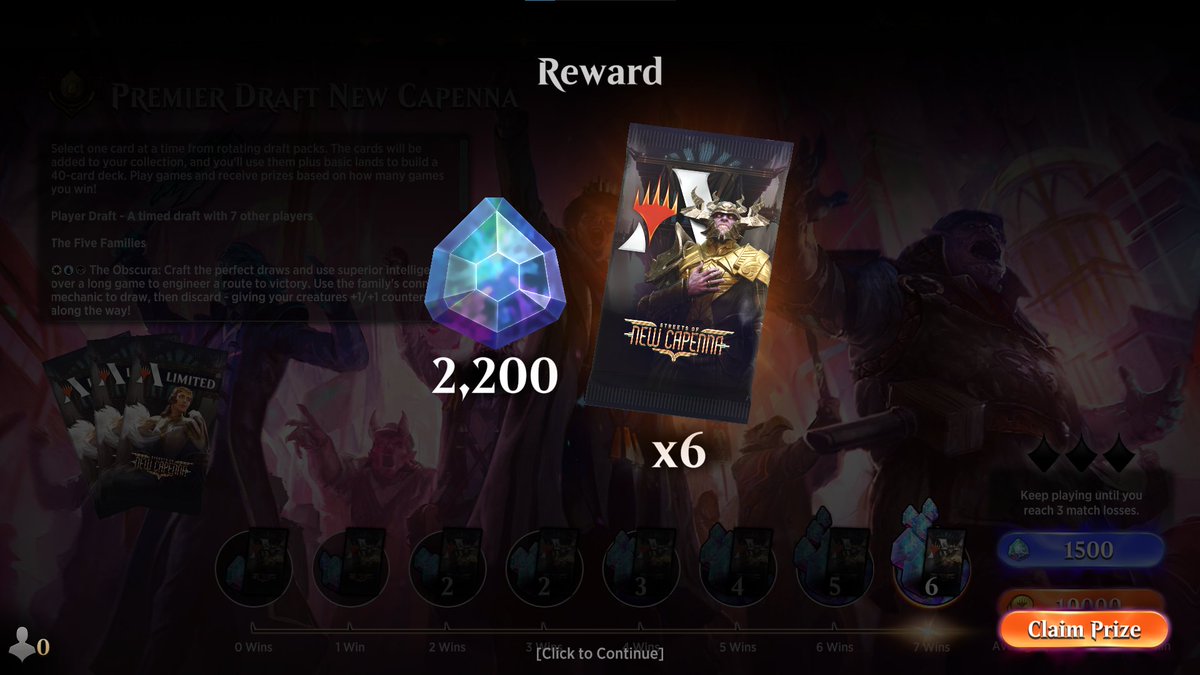 Reward
PREMIER DRAFT NEW CAPENNA
Select one card at a time from rotating draft packs. The cards will be
added to your collection, and you'll use them plus basic lands to build a
40-card deck. Play games and receive prizes based on how many games
you win!
Player Draft - A timed draft with 7 other players
The Five Families
The Obscura: Craft the perfect draws and use superior
over a long game to engineer a route to victory. Use the family's
mechanic to draw, then discard - giving your creatures +1/+1
along the way!
2,200
STREETS OF
NEW CAPENNA
x6
LIMITED
NEW CAPENNA
Keep playing until you
reach 3 match losses.
1500
10000
2
2
3
4
5
6
Claim Prize
0 Wins
1 Win
2 Wins
5 Wins
6 Wins
7 Wins
[Click to Continue]
0